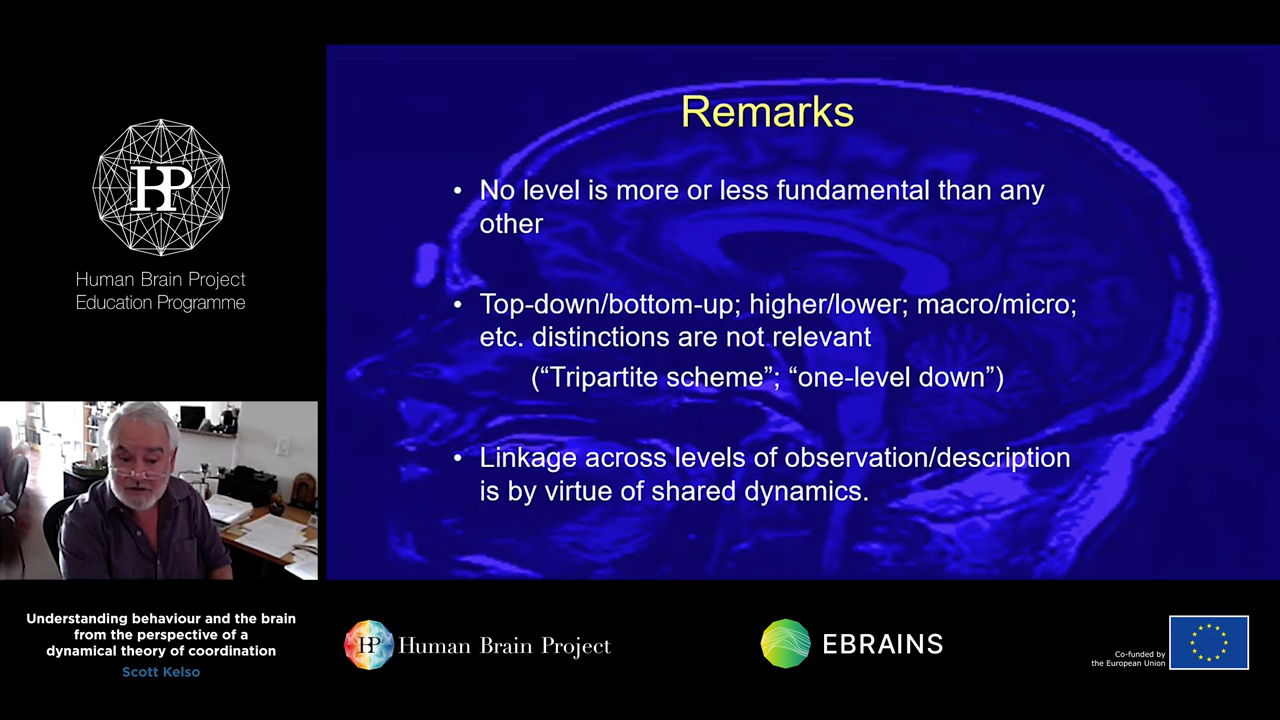 HP
Human Brain Project
Education Programme
Remarks
• No level is more or less fundamental than any
other
• Top-down/bottom-up; higher/lower; macro/micro;
etc. distinctions are not relevant
(“Tripartite scheme”; “one-level down”)
• Linkage across levels of observation/description
is by virtue of shared dynamics.
Understanding behaviour and the brain
from the perspective of a
dynamical theory of coordination
Scott Kelso
HP Human Brain Project
EBRAINS
Co-funded by
the European Union